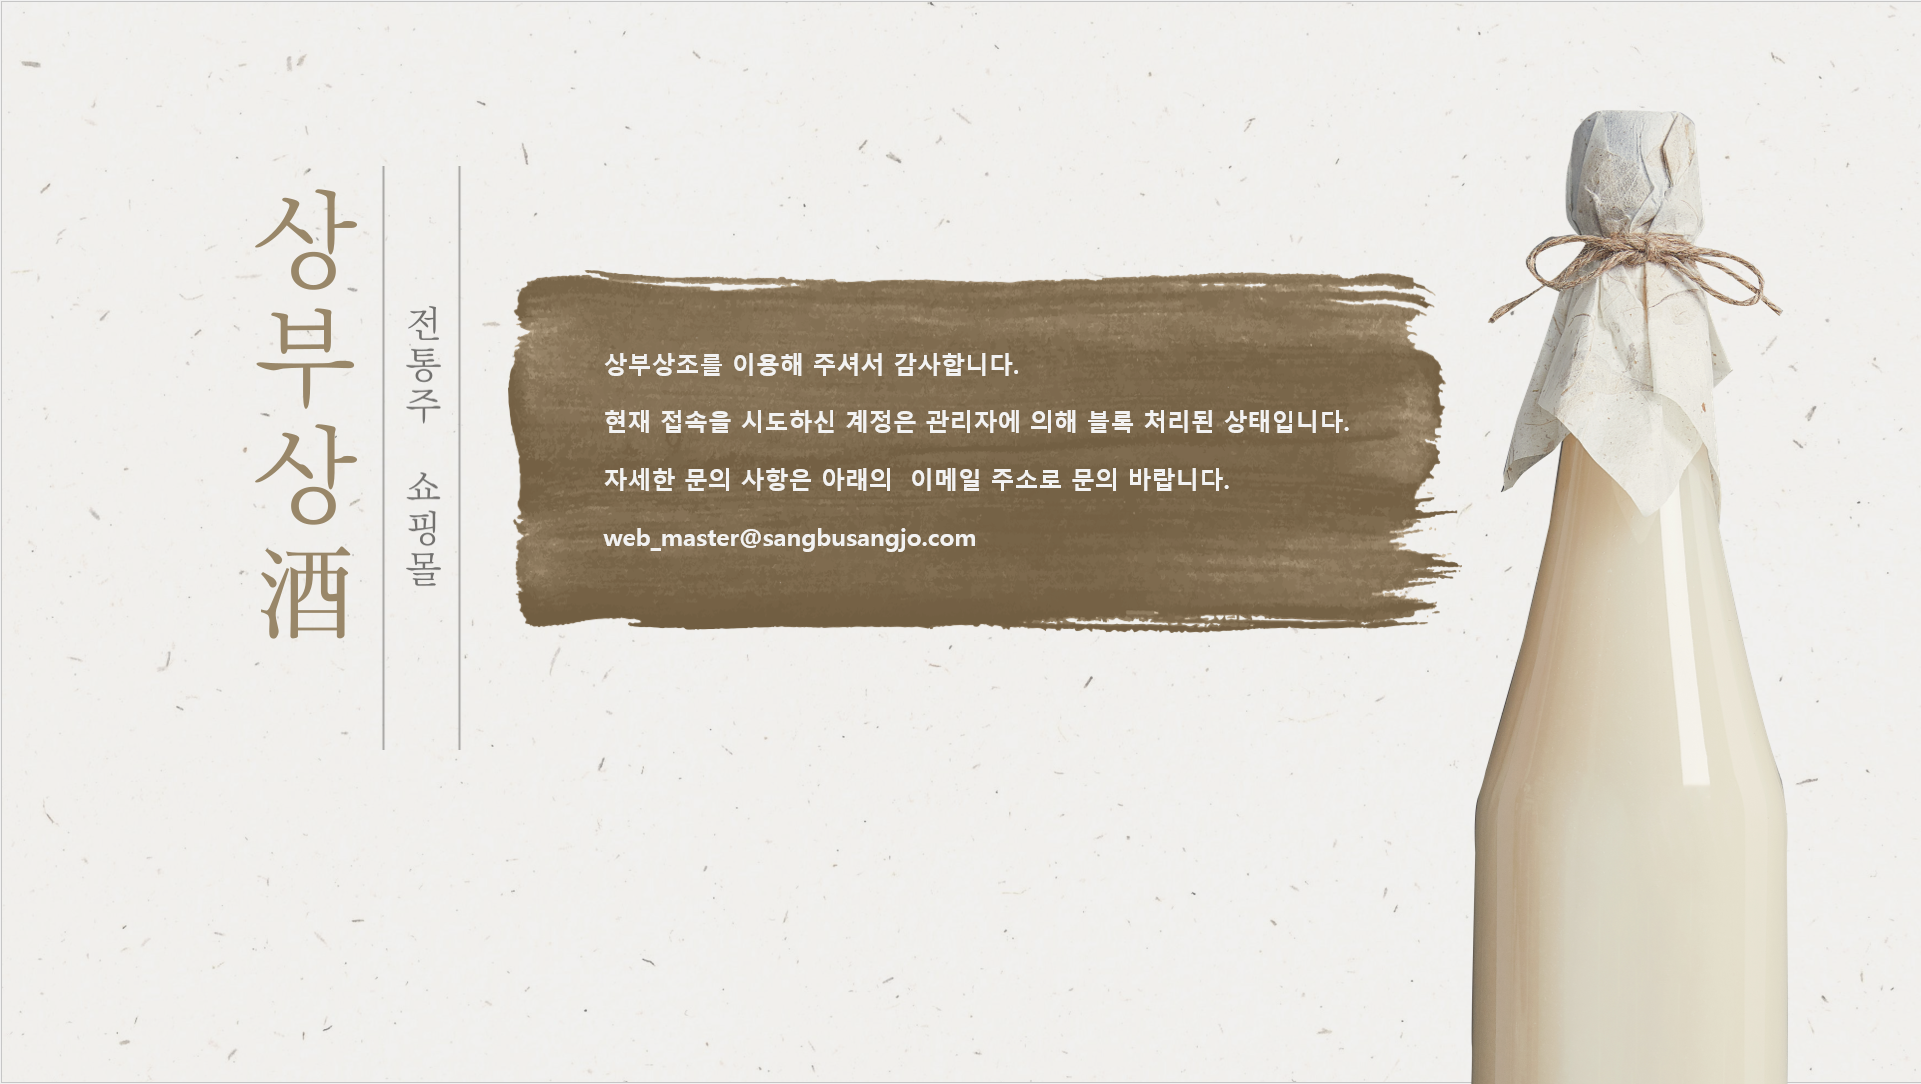 상부상酒
전통주 쇼핑몰
상부상조를 이용해 주셔서 감사합니다.
현재 접속을 시도하신 계정은 관리자에 의해 블록 처리된 상태입니다.
자세한 문의 사항은 아래의  이메일 주소로 문의 바랍니다.
web_master@sangbusangjo.com